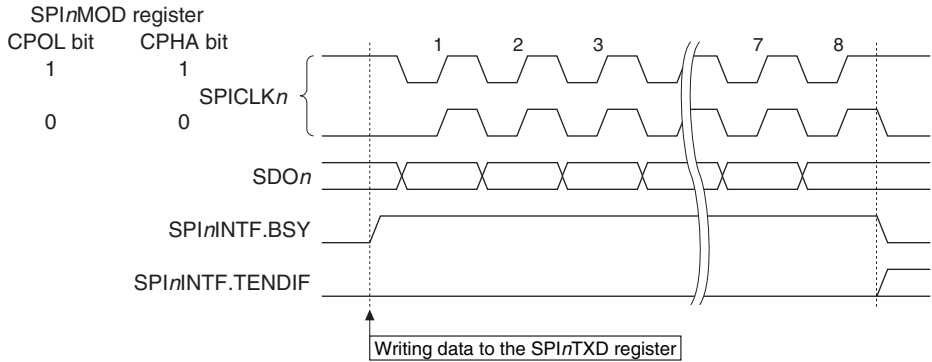 SPInMOD register
CPOL bit CPHA bit
1 2 3 7 8
1 1
SPICLKn
0 0
SDOn
SPInINTF.BSY
SPInINTF.TENDIF
Writing data to the SPInTXD register